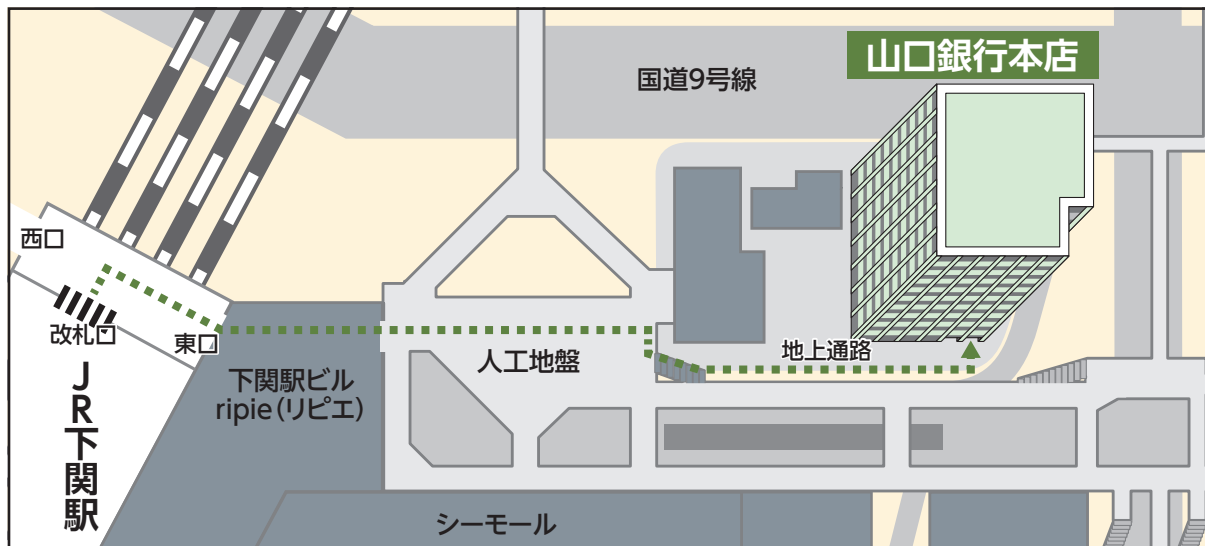 山口銀行本店
国道9号線
西口
改札口
東口
JR下関駅
下関駅ビル
ripie(リピエ)
人工地盤
地上通路
シーモール